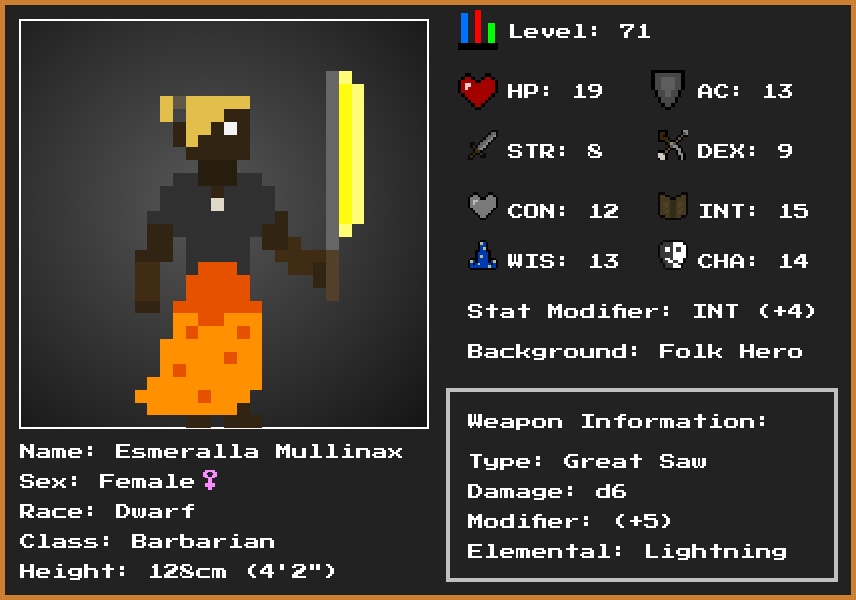 Level: 71
HP: 19
AC: 13
STR: 8
DEX: 9
CON: 12
INT: 15
WIS: 13
CHA: 14
Stat Modifier: INT (+4)
Background: Folk Hero
Weapon Information:
Type: Great Saw
Damage: d6
Modifier: (+5)
Elemental: Lightning
Name: Esmeralla Mullinax
Sex: Female♀
Race: Dwarf
Class: Barbarian
Height: 128cm (4'2")